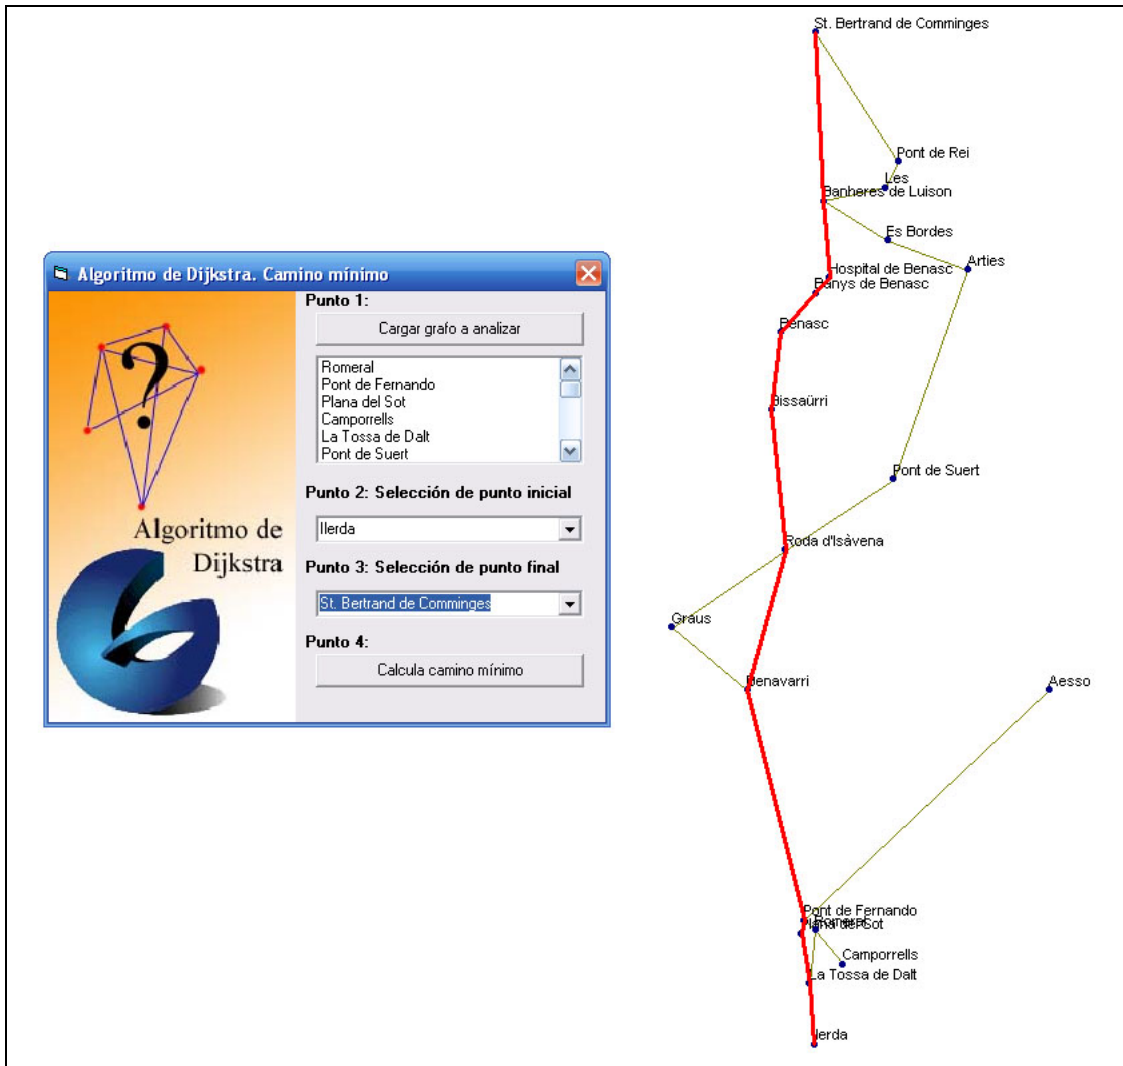 Algoritmo de Dijkstra. Camino mínimo
Punto 1:
Cargar grafo a analizar
Romeral
Pont de Fernando
Plana del Sot
Camporrells
La Tossa de Dalt
Pont de Suert
Punto 2: Selección de punto inicial
Ilerda
Punto 3: Selección de punto final
St. Bertrand de Comminges
Punto 4:
Calcula camino mínimo
?
Algoritmo de
Dijkstra
St. Bertrand de Comminges
Pont de Rei
Les
Banheres de Luison
Es Bordes
Arties
Hospital de Benasc
Banys de Benasc
Benasc
Bissaürri
Pont de Suert
Roda d'Isàvena
Graus
Benavarri
Aesso
Pont de Fernando
Romeral
Plana del Sot
Camporrells
La Tossa de Dalt
Ilerda